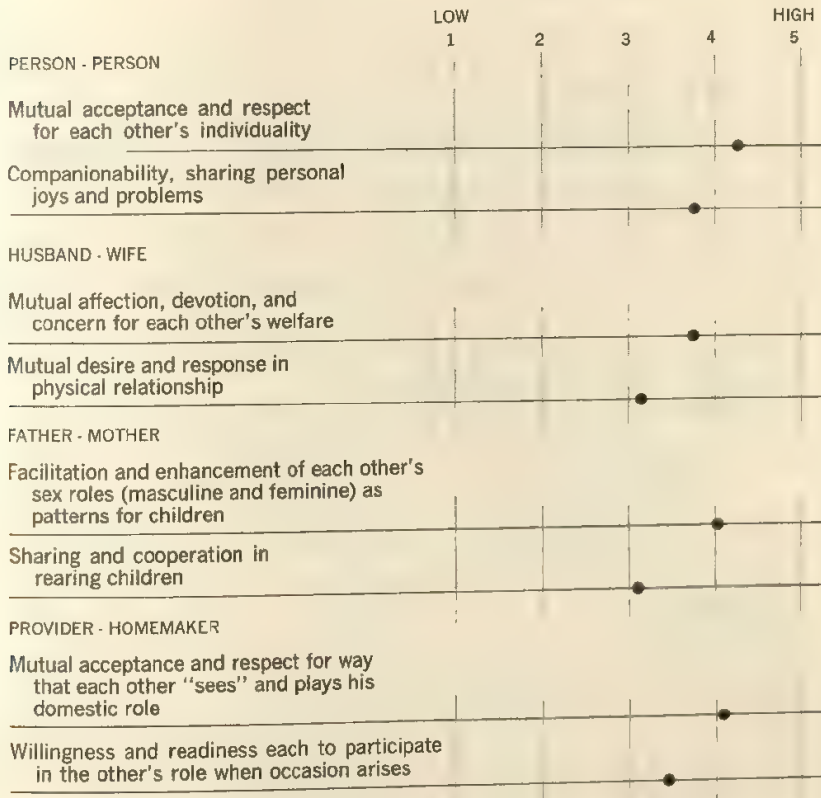 LOW HIGH
1 2 3 4 5
PERSON - PERSON
Mutual acceptance and respect
for each other's individuality
Companionability, sharing personal
joys and problems
HUSBAND - WIFE
Mutual affection, devotion, and
concern for each other's welfare
Mutual desire and response in
physical relationship
FATHER - MOTHER
Facilitation and enhancement of each other's
sex roles (masculine and feminine) as
patterns for children
Sharing and cooperation in
rearing children
PROVIDER - HOMEMAKER
Mutual acceptance and respect for way
that each other "sees" and plays his
domestic role
Willingness and readiness each to participate
in the other's role when occasion arises